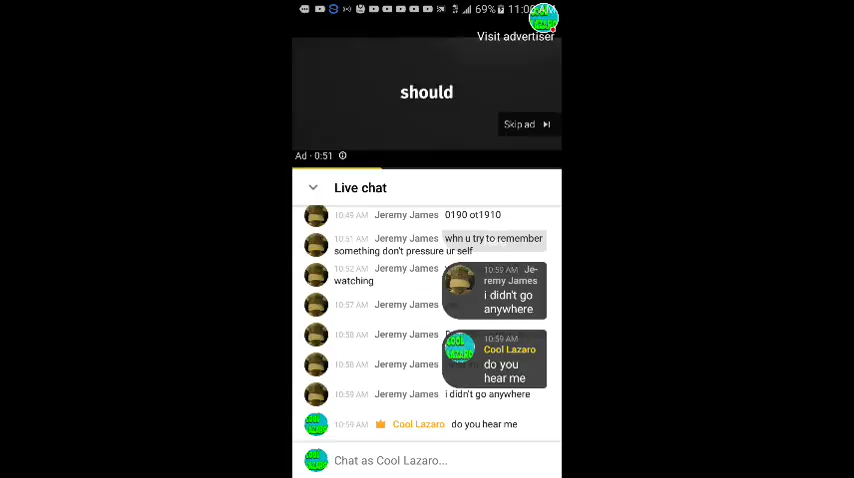 69% 11:00 AM
Visit advertiser
should
Skip ad
Ad · 0:51
Live chat
10:49 AM Jeremy James 0190 ot1910
10:51 AM Jeremy James whn u try to remember
something don't pressure ur self
10:52 AM Jeremy James
watching
10:57 AM Jeremy James
10:58 AM Jeremy James
10:58 AM Jeremy James
10:59 AM Jeremy James i didn't go anywhere
10:59 AM Cool Lazaro do you hear me
10:59 AM Je-
remy James
i didn't go
anywhere
10:59 AM
Cool Lazaro
do you
hear me
Chat as Cool Lazaro...